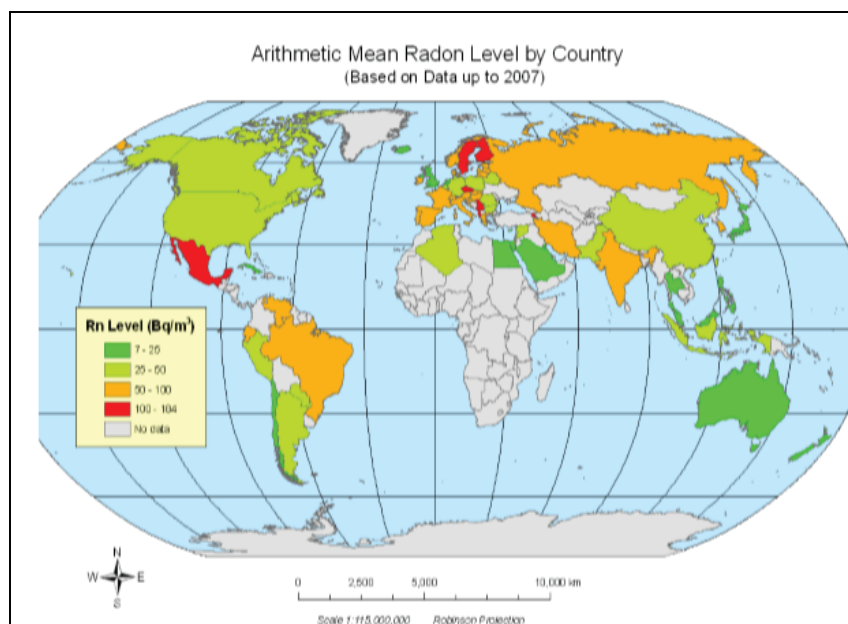 Arithmetic Mean Radon Level by Country
(Based on Data up to 2007)
Rn Level (Bq/m³)
7 - 25
25 - 50
50 - 100
100 - 184
No data
N
W E
S
0 2,500 5,000 10,000 km
Scale 1:115,000,000 Robinson Projection